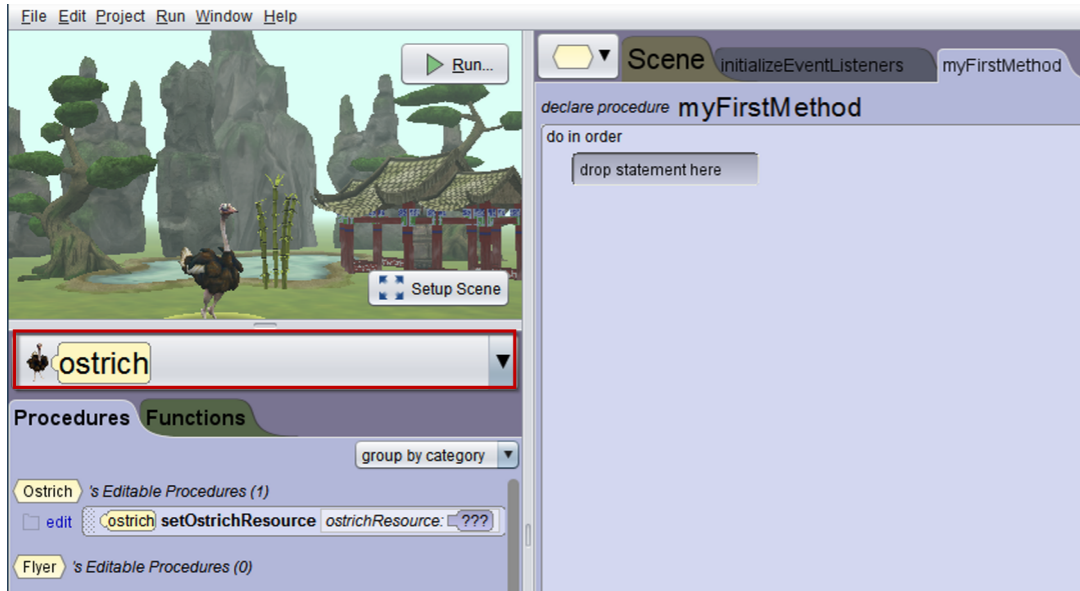 File Edit Project Run Window Help
Run...
Setup Scene
ostrich
Procedures Functions
group by category
Ostrich 's Editable Procedures (1)
edit ostrich setOstrichResource ostrichResource: ???
Flyer 's Editable Procedures (0)
Scene initializeEventListeners myFirstMethod
declare procedure myFirstMethod
do in order
drop statement here